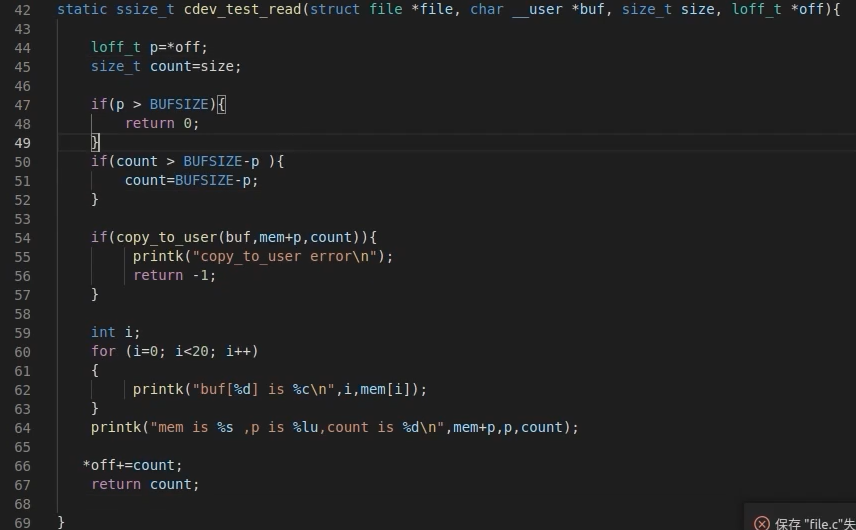 42 static ssize_t cdev_test_read(struct file *file, char __user *buf, size_t size, loff_t *off){
43
44 loff_t p=*off;
45 size_t count=size;
46
47 if(p > BUFSIZE){
48 return 0;
49 }
50 if(count > BUFSIZE-p ){
51 count=BUFSIZE-p;
52 }
53
54 if(copy_to_user(buf,mem+p,count)){
55 printk("copy_to_user error\n");
56 return -1;
57 }
58
59 int i;
60 for (i=0; i<20; i++)
61 {
62 printk("buf[%d] is %c\n",i,mem[i]);
63 }
64 printk("mem is %s ,p is %lu,count is %d\n",mem+p,p,count);
65
66 *off+=count;
67 return count;
68
69 }
保存 "file.c"失